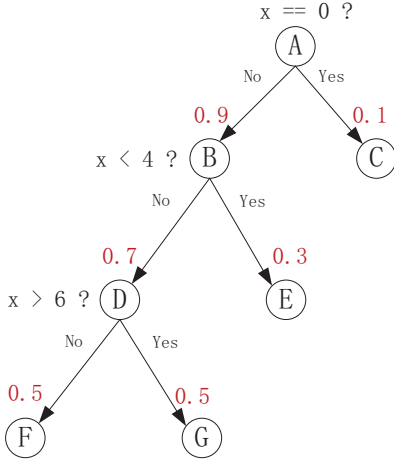 x == 0 ?
A
No Yes
0.9 0.1
x < 4 ? B C
No Yes
0.7 0.3
x > 6 ? D E
No Yes
0.5 0.5
F G